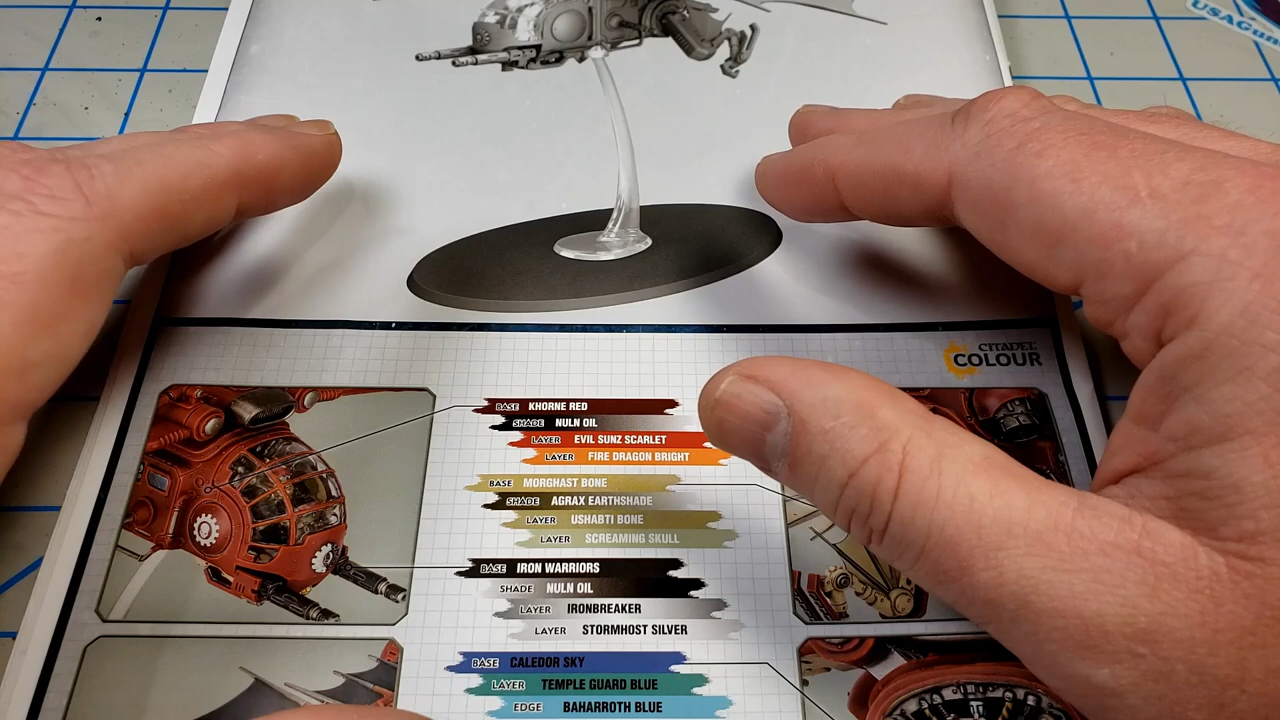 USAGun
CITADEL
COLOUR
BASE KHORNE RED
SHADE NULN OIL
LAYER EVIL SUNZ SCARLET
LAYER FIRE DRAGON BRIGHT
BASE MORGHAST BONE
SHADE AGRAX EARTHSHADE
LAYER USHABTI BONE
LAYER SCREAMING SKULL
BASE IRON WARRIORS
SHADE NULN OIL
LAYER IRONBREAKER
LAYER STORMHOST SILVER
BASE CALEDOR SKY
LAYER TEMPLE GUARD BLUE
EDGE BAHARROTH BLUE